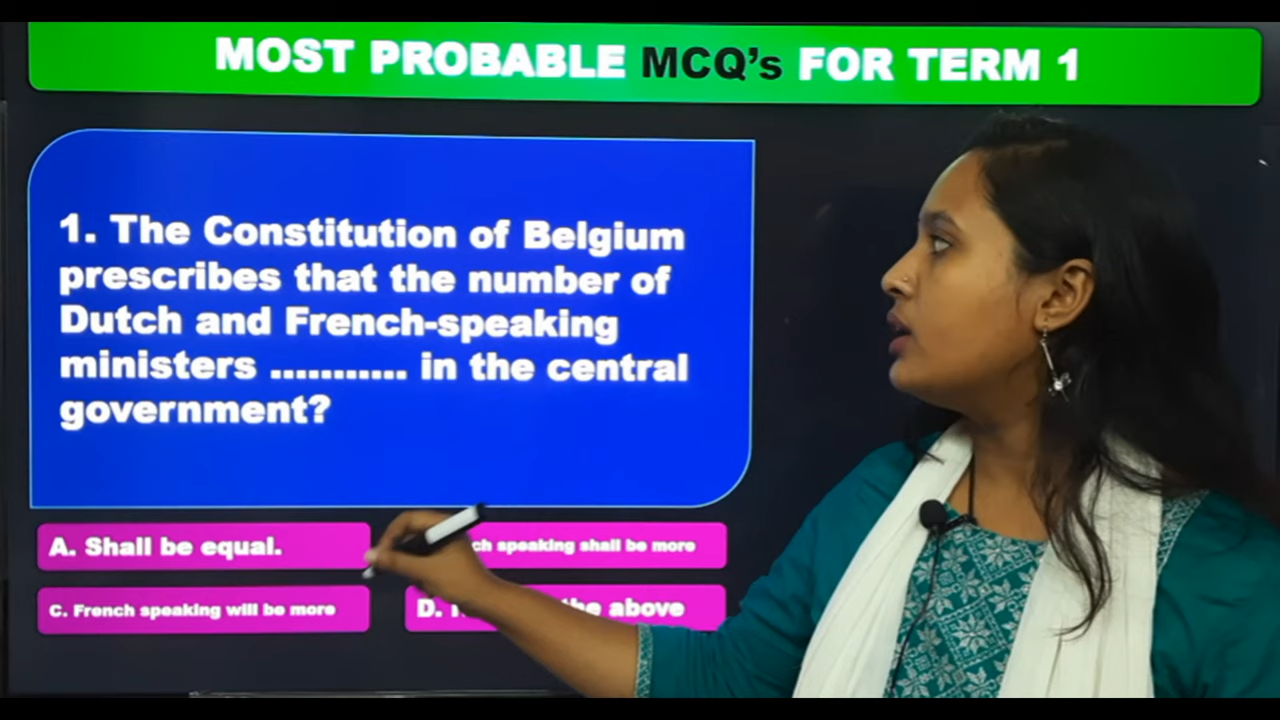 MOST PROBABLE MCQ's FOR TERM 1
1. The Constitution of Belgium
prescribes that the number of
Dutch and French-speaking
ministers ........... in the central
government?
A. Shall be equal.
speaking shall be more
C. French speaking will be more
D. the above